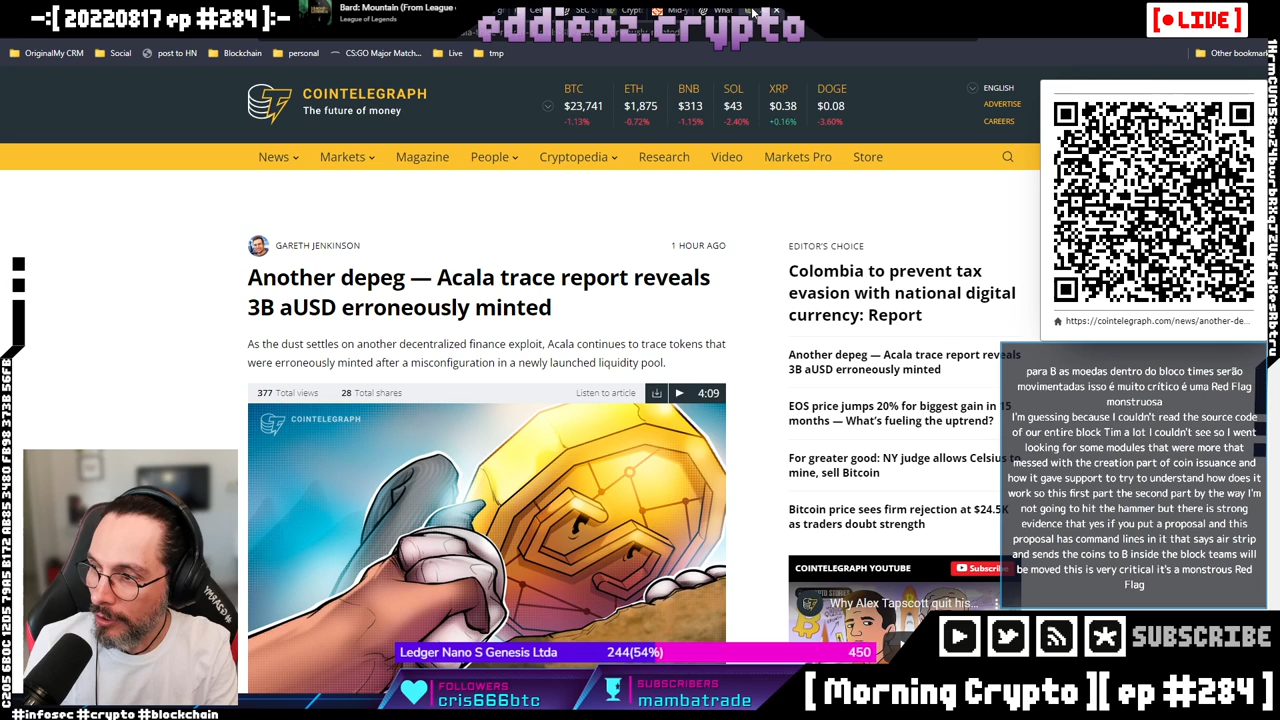 -:[ 20220817 ep #284 ]:-
Bard: Mountain (From League
League of Legends
SEC S
Crypt
Mid-
What
eddieoz.crypto
[●LIVE]
OriginalMy CRM
Social
post to HN
Blockchain
personal
CS:GO Major Match...
Live
tmp
Other bookmar
COINTELEGRAPH
The future of money
BTC ETH BNB SOL XRP DOGE
$23,741 $1,875 $313 $43 $0.38 $0.08
-1.13% -0.72% -1.15% -2.40% +0.16% -3.60%
ENGLISH
ADVERTISE
CAREERS
News Markets Magazine People Cryptopedia Research Video Markets Pro Store
GARETH JENKINSON
1 HOUR AGO
Another depeg — Acala trace report reveals
3B aUSD erroneously minted
As the dust settles on another decentralized finance exploit, Acala continues to trace tokens that
were erroneously minted after a misconfiguration in a newly launched liquidity pool.
377 Total views
28 Total shares
Listen to article
4:09
COINTELEGRAPH
EDITOR'S CHOICE
Colombia to prevent tax
evasion with national digital
currency: Report
Another depeg — Acala trace report reveals
3B aUSD erroneously minted
EOS price jumps 20% for biggest gain in 15
months — What's fueling the uptrend?
For greater good: NY judge allows Celsius to
mine, sell Bitcoin
Bitcoin price sees firm rejection at $24.5K
as traders doubt strength
COINTELEGRAPH YOUTUBE
Subscribe
Why Alex Tapscott quit his...
https://cointelegraph.com/news/another-de...
para B as moedas dentro do bloco times serão
movimentadas isso é muito crítico é uma Red Flag
monstruosa
I'm guessing because I couldn't read the source code
of our entire block Tim a lot I couldn't see so I went
looking for some modules that were more that
messed with the creation part of coin issuance and
how it gave support to try to understand how does it
work so this first part the second part by the way I'm
not going to hit the hammer but there is strong
evidence that yes if you put a proposal and this
proposal has command lines in it that says air strip
and sends the coins to B inside the block teams will
be moved this is very critical it's a monstrous Red
Flag
YMIRACON
Ledger Nano S Genesis Ltda
244(54%)
450
FOLLOWERS
cris666btc
SUBSCRIBERS
mambatrade
SUBSCRIBE
[ Morning Crypto ][ ep #284 ]
#infosec #crypto #blockchain